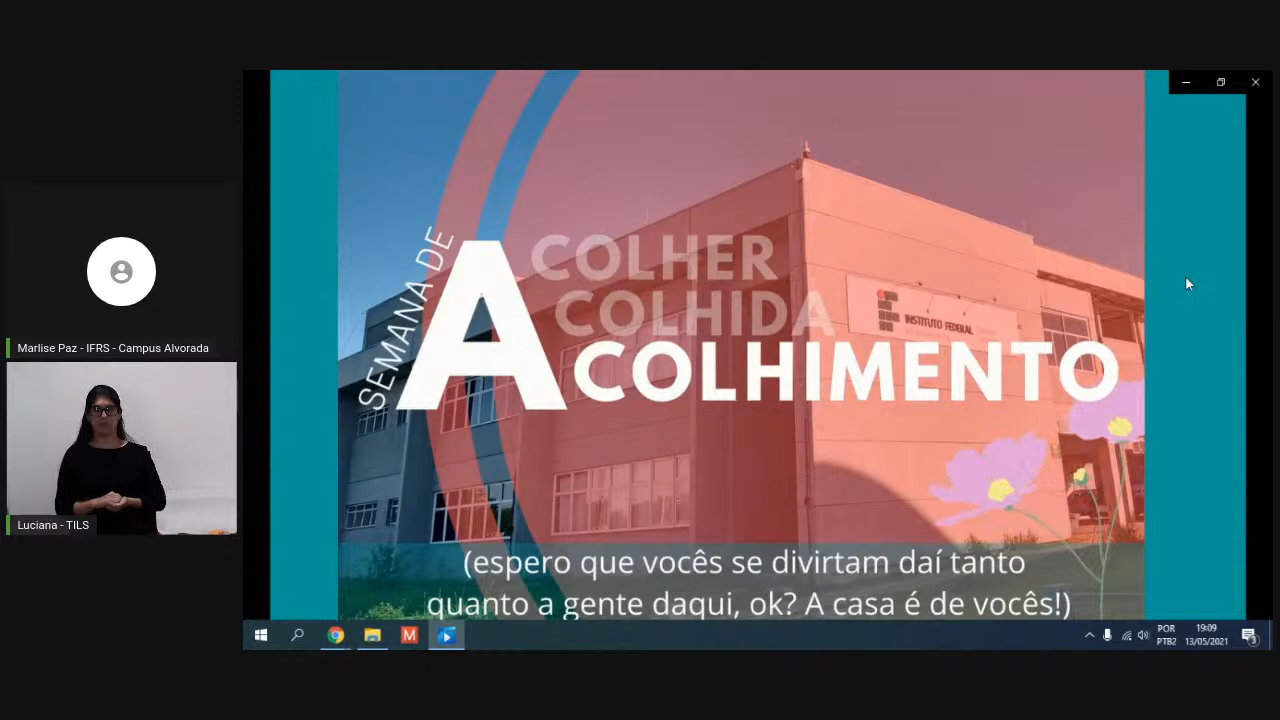 SEMANA DE
ACOLHIMENTO
COLHER
COLHIDA
INSTITUTO FEDERAL
(espero que vocês se divirtam daí tanto
quanto a gente daqui, ok? A casa é de vocês!)
Marlise Paz - IFRS - Campus Alvorada
Luciana - TILS
M
POR
PTB2
19:09
13/05/2021
3